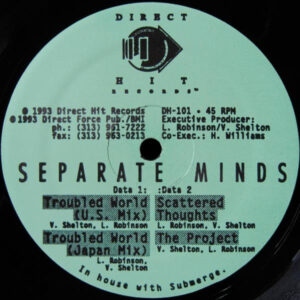 DIRECT
HIT
RECORDS™
℗ 1993 Direct Hit Records
DH-101 • 45 RPM
© 1993 Direct Force Pub./BMI
Executive Producer:
ph.: (313) 961-7222
L. Robinson/V. Shelton
Fax: (313) 963-0213
Co-Exec.: H. Williams
SEPARATE MINDS
Data 1: :Data 2
Troubled World
(U.S. Mix)
V. Shelton, L. Robinson
Scattered
Thoughts
L. Robinson, V. Shelton
Troubled World
(Japan Mix)
L. Robinson,
V. Shelton
The Project
V. Shelton, L. Robinson
In house with Submerge.